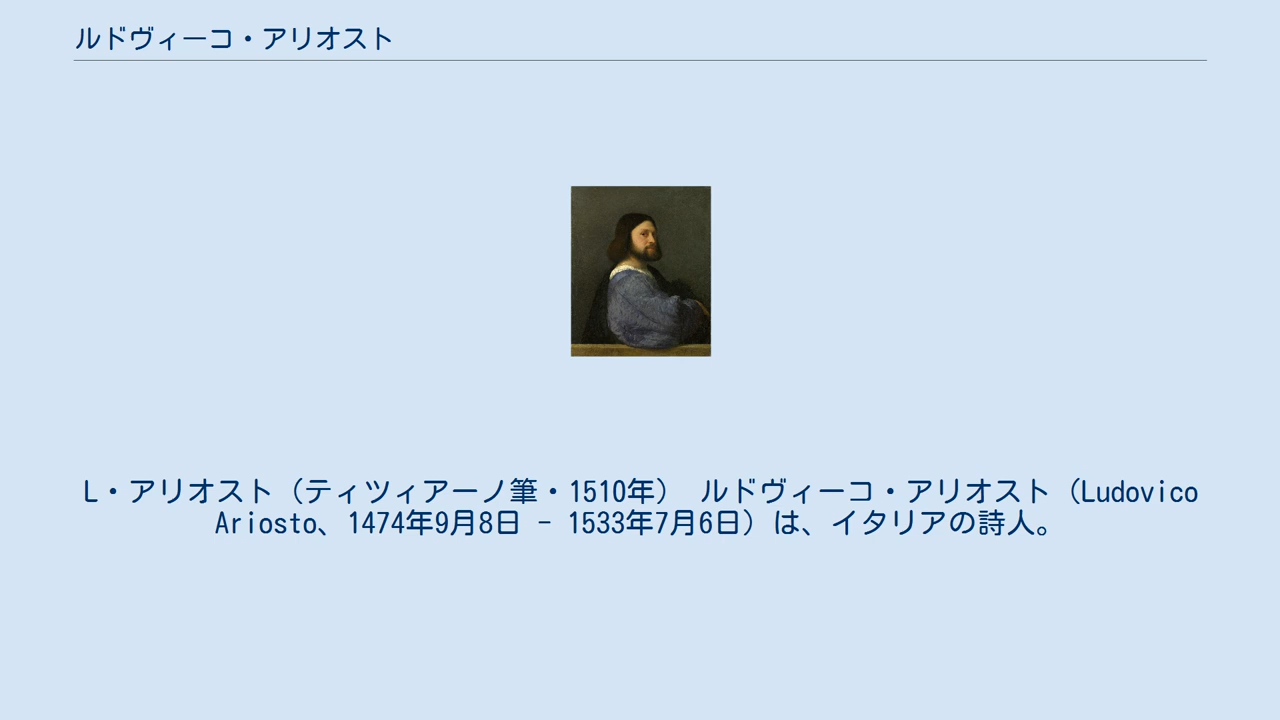 ルドヴィーコ・アリオスト
L・アリオスト（ティツィアーノ筆・1510年） ルドヴィーコ・アリオスト（Ludovico
Ariosto、1474年9月8日 - 1533年7月6日）は、イタリアの詩人。